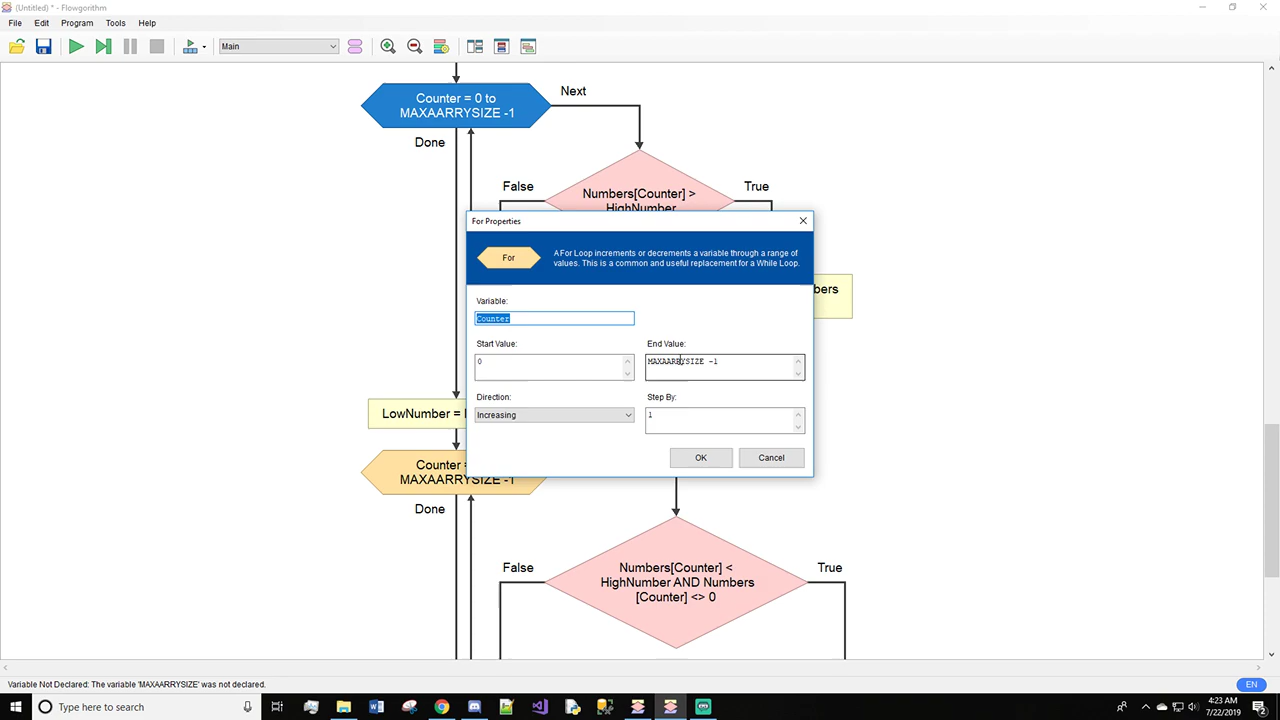 (Untitled) * - Flowgorithm
File Edit Program Tools Help
Main
Counter = 0 to
MAXAARRYSIZE -1
Next
Done
False
True
Numbers[Counter] >
HighNumber
For Properties
For
A For Loop increments or decrements a variable through a range of
values. This is a common and useful replacement for a While Loop.
Variable:
Counter
Start Value:
End Value:
0
MAXAARRYSIZE -1
Direction:
Step By:
Increasing
1
OK
Cancel
bers
LowNumber =
Counter =
MAXAARRYSIZE -1
Done
False
True
Numbers[Counter] <
HighNumber AND Numbers
[Counter] <> 0
Variable Not Declared: The variable 'MAXAARRYSIZE' was not declared.
EN
Type here to search
4:23 AM
7/22/2019
2